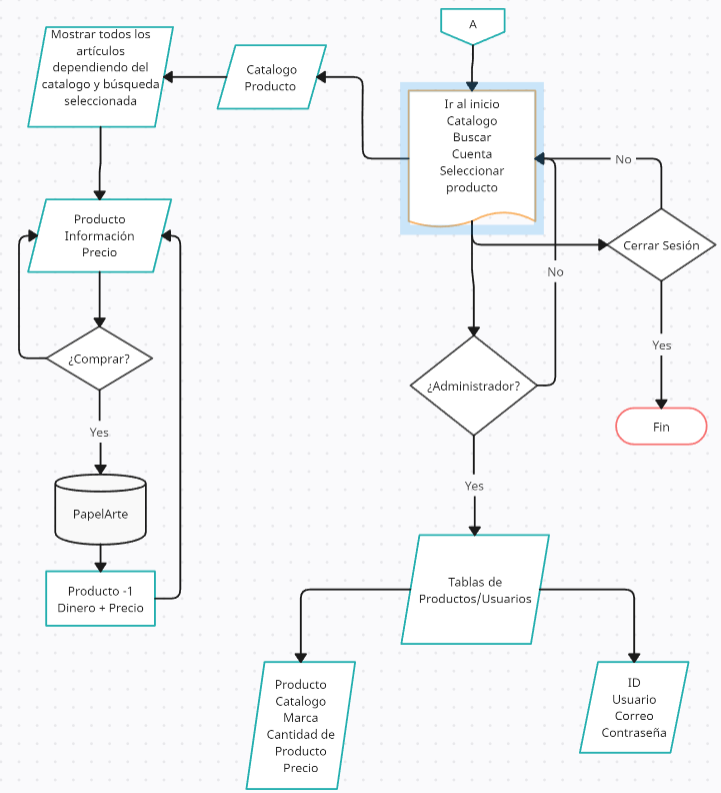 A
Mostrar todos los
artículos
dependiendo del
catalogo y búsqueda
seleccionada
Catalogo
Producto
Ir al inicio
Catalogo
Buscar
Cuenta
Seleccionar
producto
No
Cerrar Sesión
Producto
Información
Precio
No
Yes
¿Comprar?
¿Administrador?
Fin
Yes
Yes
PapelArte
Producto -1
Dinero + Precio
Tablas de
Productos/Usuarios
Producto
Catalogo
Marca
Cantidad de
Producto
Precio
ID
Usuario
Correo
Contraseña